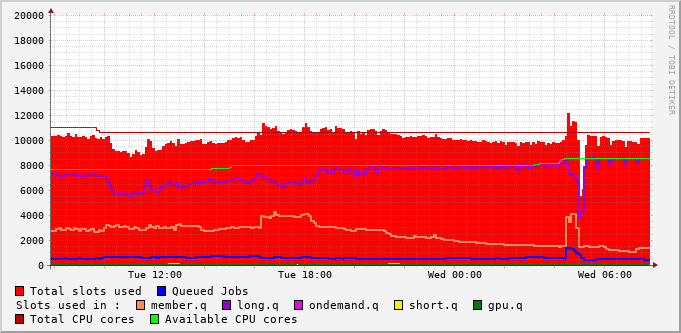 20000
18000
16000
14000
12000
10000
8000
6000
4000
2000
0
Tue 12:00 Tue 18:00 Wed 00:00 Wed 06:00
RRDTOOL / TOBI OETIKER
Total slots used Queued Jobs
Slots used in : member.q long.q ondemand.q short.q gpu.q
Total CPU cores Available CPU cores